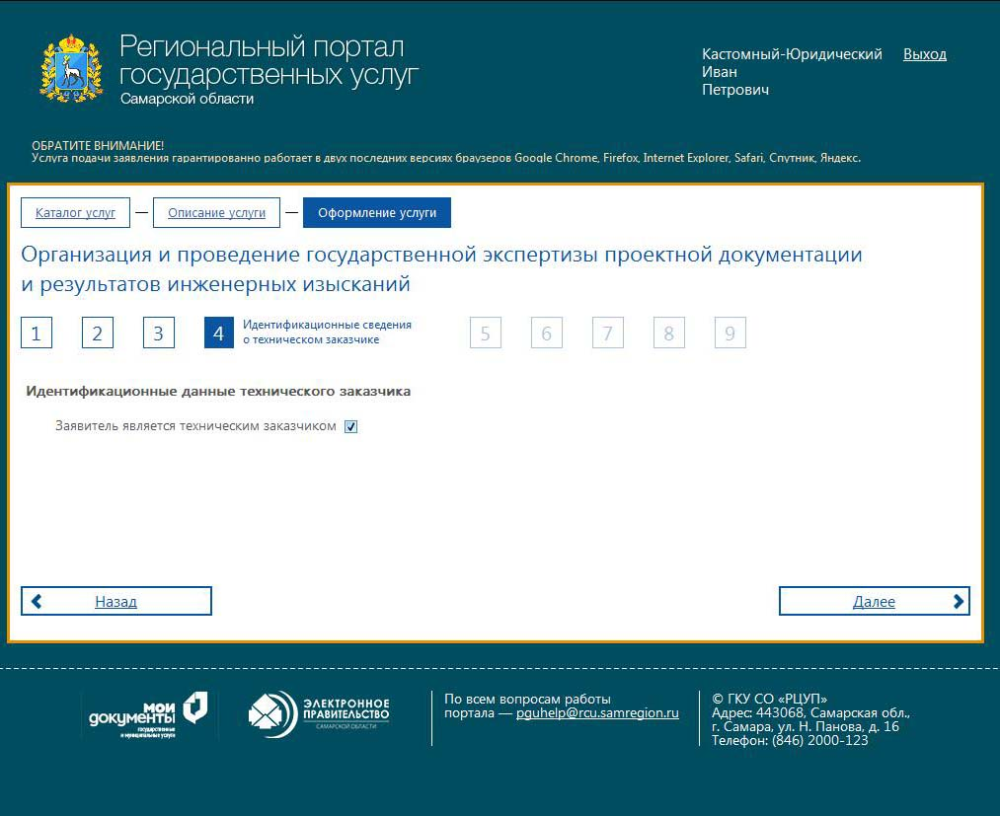 Региональный портал
государственных услуг
Самарской области
Кастомный-Юридический
Иван
Петрович
Выход
ОБРАТИТЕ ВНИМАНИЕ!
Услуга подачи заявления гарантированно работает в двух последних версиях браузеров Google Chrome, Firefox, Internet Explorer, Safari, Спутник, Яндекс.
Каталог услуг — Описание услуги — Оформление услуги
Организация и проведение государственной экспертизы проектной документации
и результатов инженерных изысканий
1 2 3 4 Идентификационные сведения
о техническом заказчике
5 6 7 8 9
Идентификационные данные технического заказчика
Заявитель является техническим заказчиком
Назад
Далее
мои
документы
государственные
и муниципальные услуги
ЭЛЕКТРОННОЕ
ПРАВИТЕЛЬСТВО
САМАРСКОЙ ОБЛАСТИ
По всем вопросам работы
портала — pguhelp@rcu.samregion.ru
© ГКУ СО «РЦУП»
Адрес: 443068, Самарская обл.,
г. Самара, ул. Н. Панова, д. 16
Телефон: (846) 2000-123